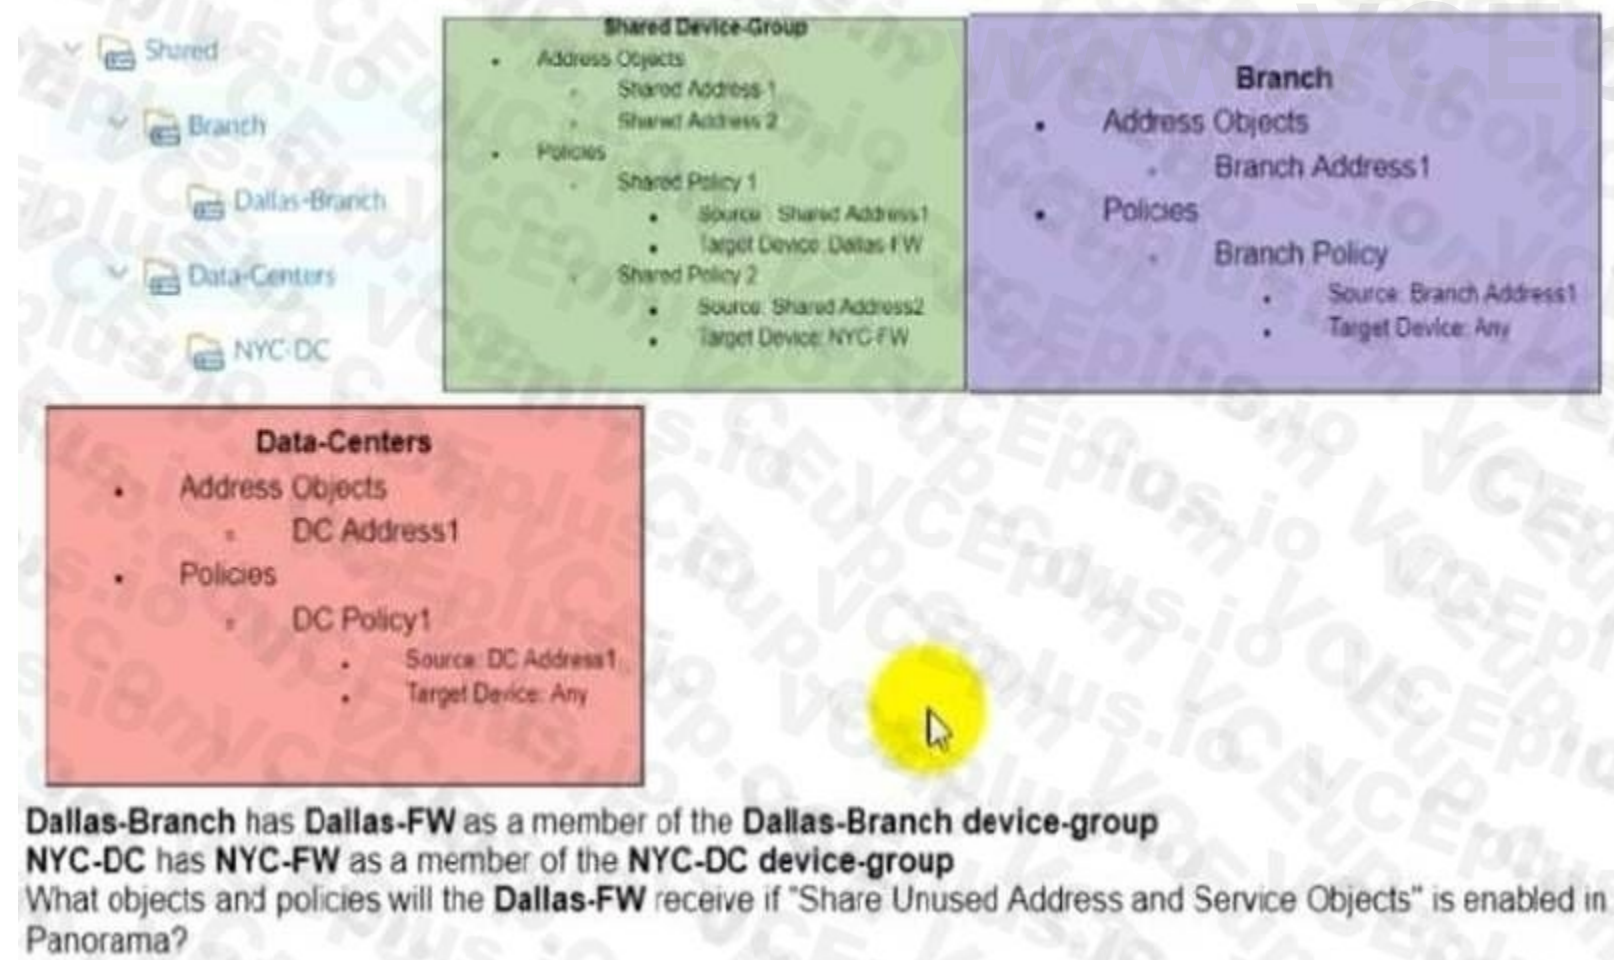 Shared
Branch
Dallas-Branch
Data-Centers
NYC-DC
Shared Device-Group
Address Objects
Shared Address 1
Shared Address 2
Policies
Shared Policy 1
Source: Shared Address1
Target Device: Dallas-FW
Shared Policy 2
Source: Shared Address2
Target Device: NYC-FW
Branch
Address Objects
Branch Address1
Policies
Branch Policy
Source: Branch Address1
Target Device: Any
Data-Centers
Address Objects
DC Address1
Policies
DC Policy1
Source: DC Address1
Target Device: Any
Dallas-Branch has Dallas-FW as a member of the Dallas-Branch device-group
NYC-DC has NYC-FW as a member of the NYC-DC device-group
What objects and policies will the Dallas-FW receive if "Share Unused Address and Service Objects" is enabled in
Panorama?